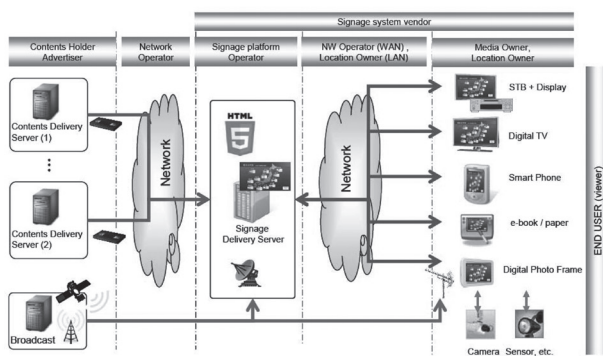 Signage system vendor
Contents Holder
Advertiser
Network
Operator
Signage platform
Operator
NW Operator (WAN) ,
Location Owner (LAN)
Media Owner,
Location Owner
Contents Delivery
Server (1)
Contents Delivery
Server (2)
Broadcast
Network
HTML
5
Signage
Delivery Server
Network
STB + Display
Digital TV
Smart Phone
e-book / paper
Digital Photo Frame
Camera
Sensor, etc.
END USER (viewer)